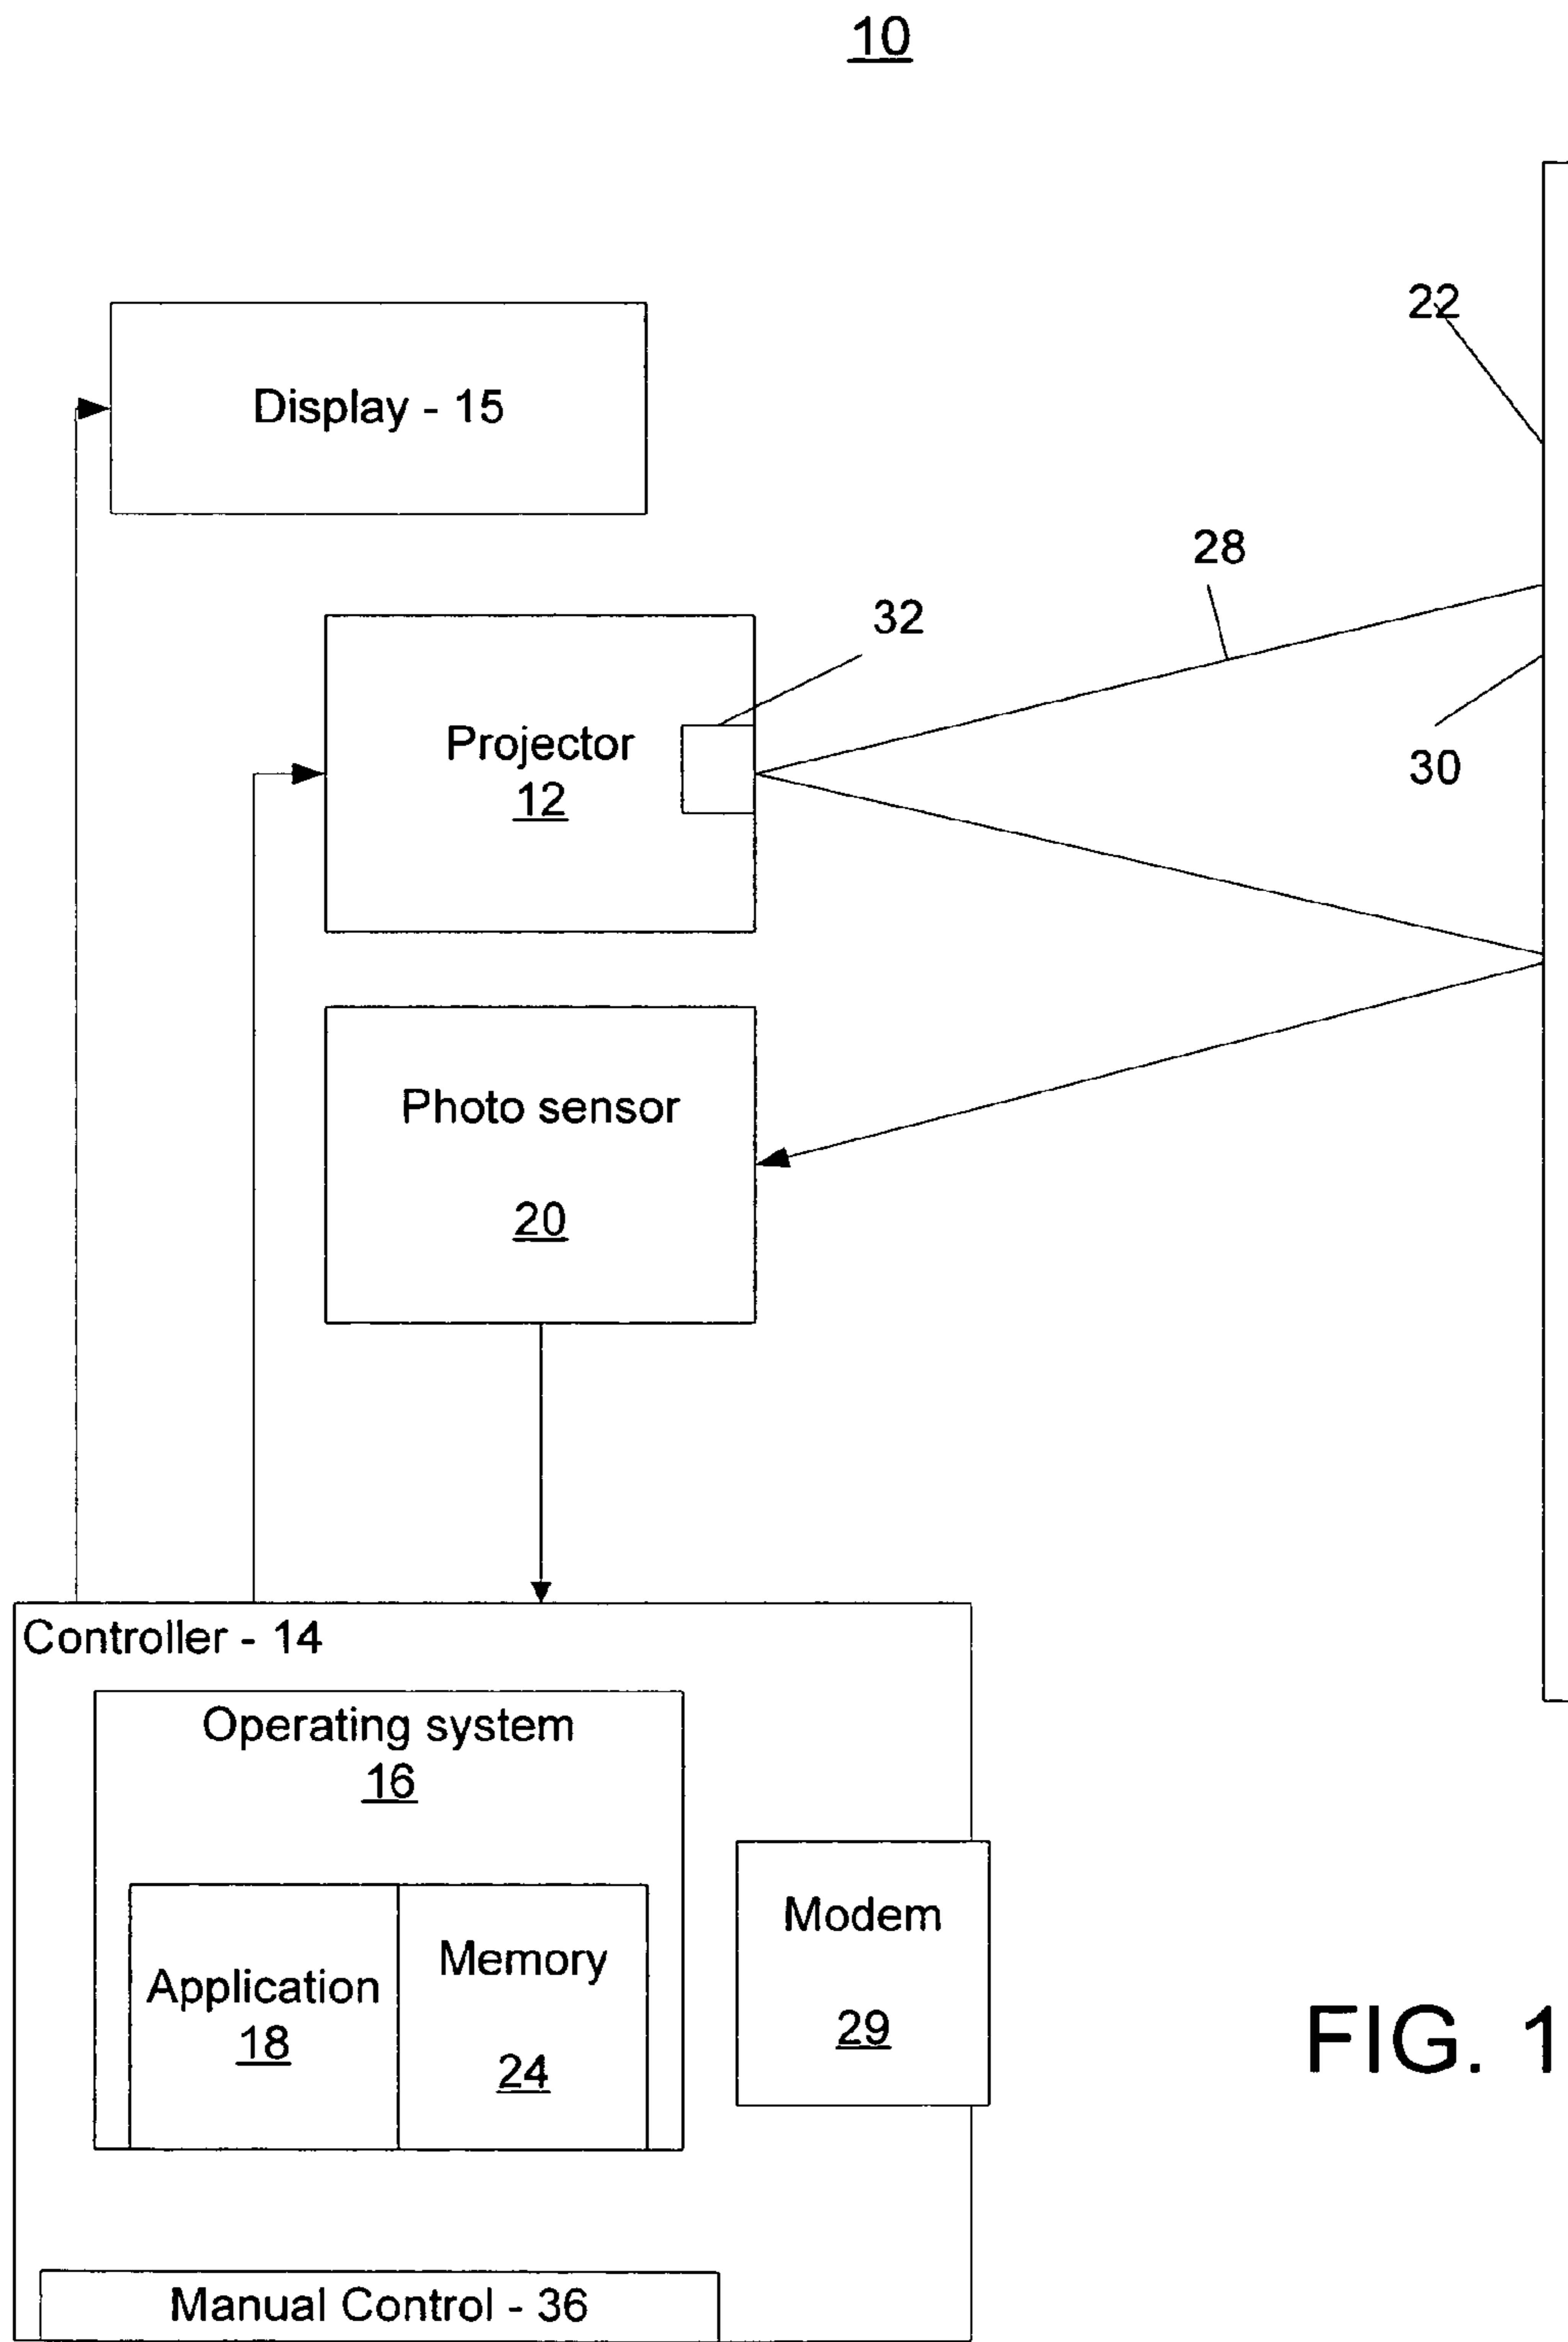 10
22
Display - 15
28
32
Projector
12
30
Photo sensor
20
Controller - 14
Operating system
16
Modem
29
Application
18
Memory
24
FIG. 1
Manual Control - 36